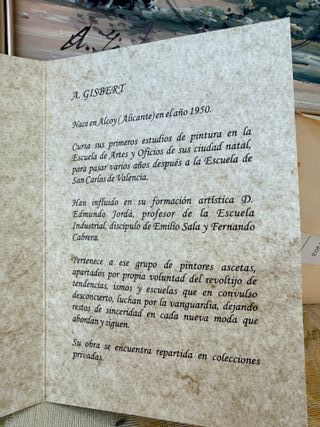 A. GISBERT
Nace en Alcoy (Alicante) en el año 1950.
Cursa sus primeros estudios de pintura en la
Escuela de Artes y Oficios de sus ciudad natal,
para pasar varios años después a la Escuela de
San Carlos de Valencia.
Han influido en su formación artística D.
Edmundo Jordá, profesor de la Escuela
Industrial, discípulo de Emilio Sala y Fernando
Cabrera.
Pertenece a ese grupo de pintores ascetas,
apartados por propia voluntad del revoltijo de
tendencias, ismos y escuelas que en convulso
desconcierto, luchan por la vanguardia, dejando
restos de sinceridad en cada nueva moda que
abordan y siguen.
Su obra se encuentra repartida en colecciones
privadas.